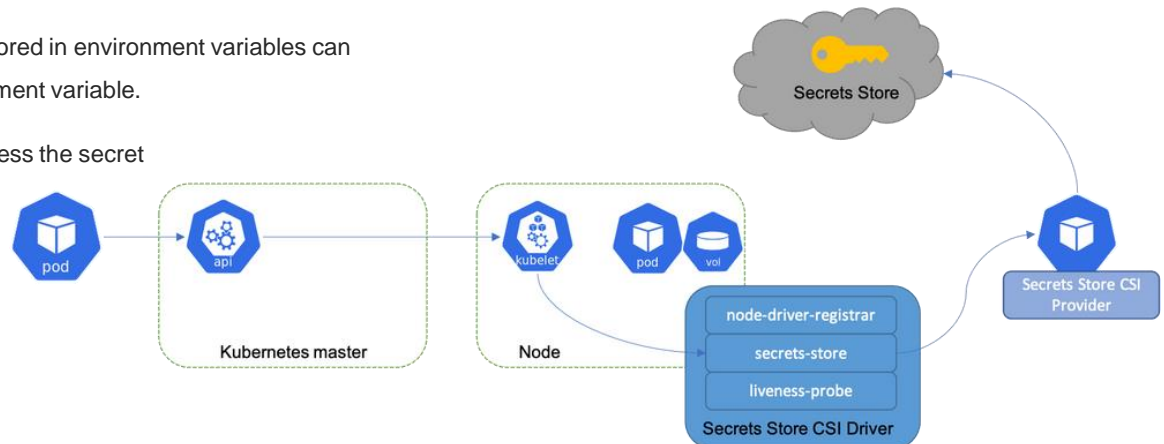 ored in environment variables can
ment variable.
ess the secret
Secrets Store
pod
api
kubelet
pod
vol
Secrets Store CSI
Provider
node-driver-registrar
secrets-store
liveness-probe
Kubernetes master
Node
Secrets Store CSI Driver